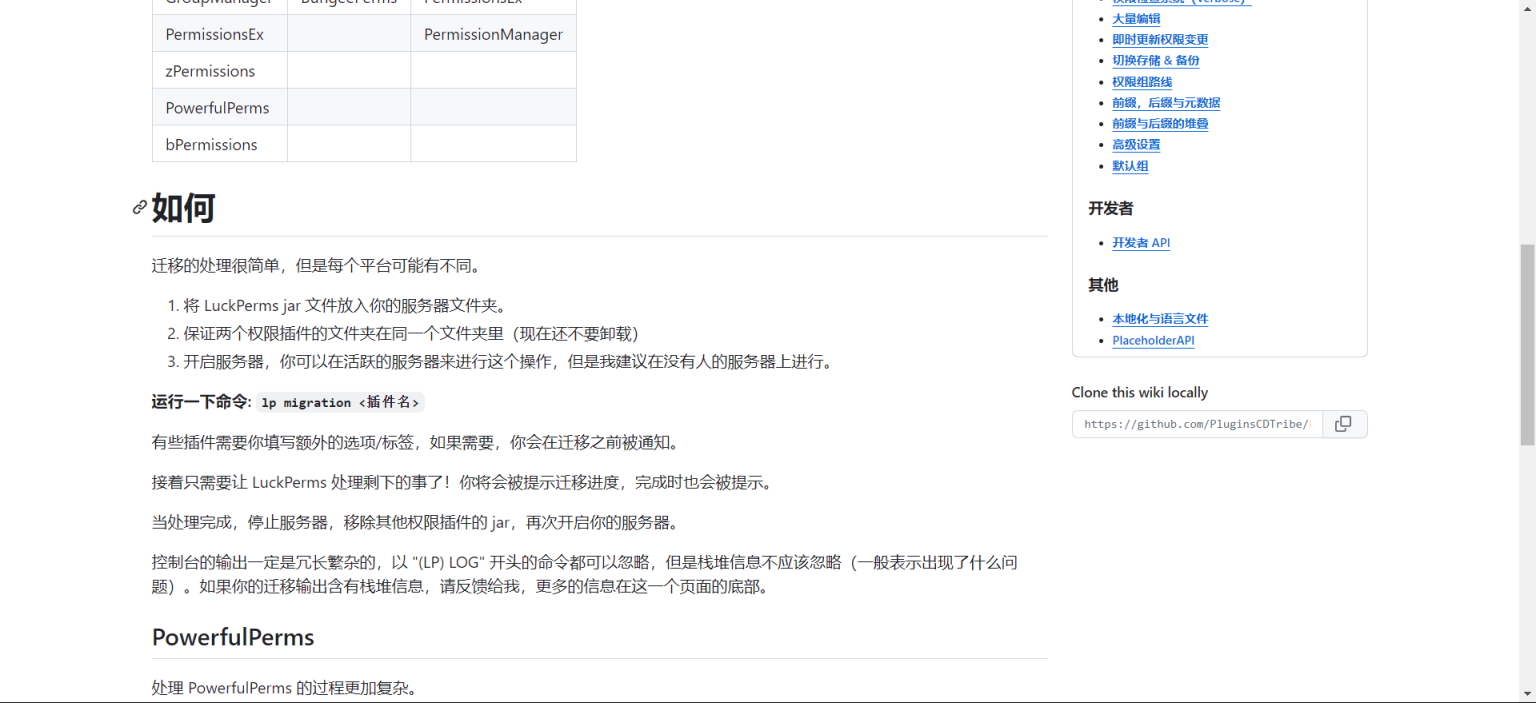 GroupManager BungeePerms PermissionsEx
PermissionsEx PermissionManager
zPermissions
PowerfulPerms
bPermissions
如何
迁移的处理很简单，但是每个平台可能有不同。
1. 将 LuckPerms jar 文件放入你的服务器文件夹。
2. 保证两个权限插件的文件夹在同一个文件夹里（现在还不要卸载）
3. 开启服务器，你可以在活跃的服务器来进行这个操作，但是我建议在没有人的服务器上进行。
运行一下命令: lp migration <插件名>
有些插件需要你填写额外的选项/标签，如果需要，你会在迁移之前被通知。
接着只需要让 LuckPerms 处理剩下的事了！你将会被提示迁移进度，完成时也会被提示。
当处理完成，停止服务器，移除其他权限插件的 jar，再次开启你的服务器。
控制台的输出一定是冗长繁杂的，以 "(LP) LOG" 开头的命令都可以忽略，但是栈堆信息不应该忽略（一般表示出现了什么问
题）。如果你的迁移输出含有栈堆信息，请反馈给我，更多的信息在这一个页面的底部。
PowerfulPerms
处理 PowerfulPerms 的过程更加复杂。
权限检查系统（Verbose）
大量编辑
即时更新权限变更
切换存储 & 备份
权限组路线
前缀，后缀与元数据
前缀与后缀的堆叠
高级设置
默认组
开发者
开发者 API
其他
本地化与语言文件
PlaceholderAPI
Clone this wiki locally
https://github.com/PluginsCDTribe/